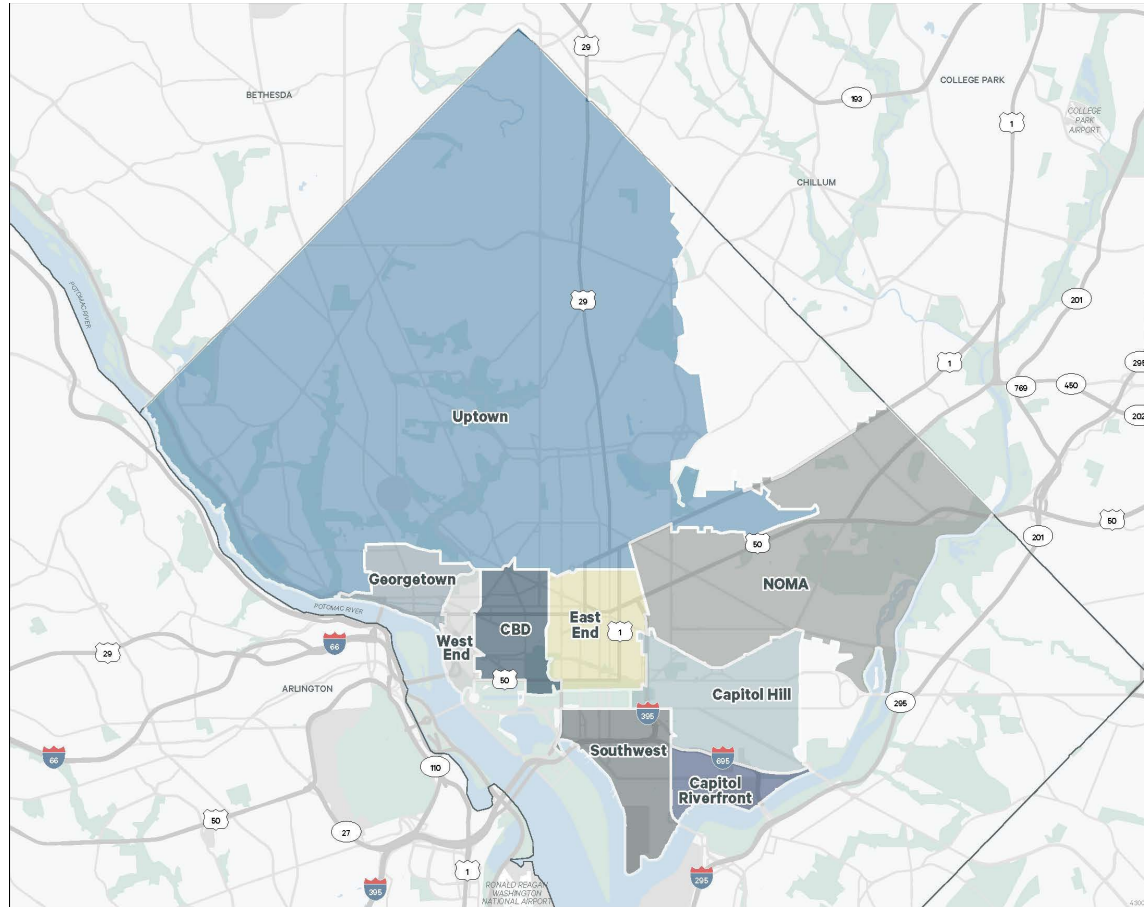 29
193
COLLEGE PARK
BETHESDA
1
COLLEGE
PARK
AIRPORT
CHILLUM
POTOMAC RIVER
29
201
1
295
769
450
202
Uptown
50
201
50
Georgetown
NOMA
POTOMAC RIVER
East
End
CBD
1
West
End
66
29
50
ARLINGTON
Capitol Hill
295
395
Southwest
66
695
110
Capitol
Riverfront
50
27
1
395
295
RONALD REAGAN
WASHINGTON
NATIONAL AIRPORT